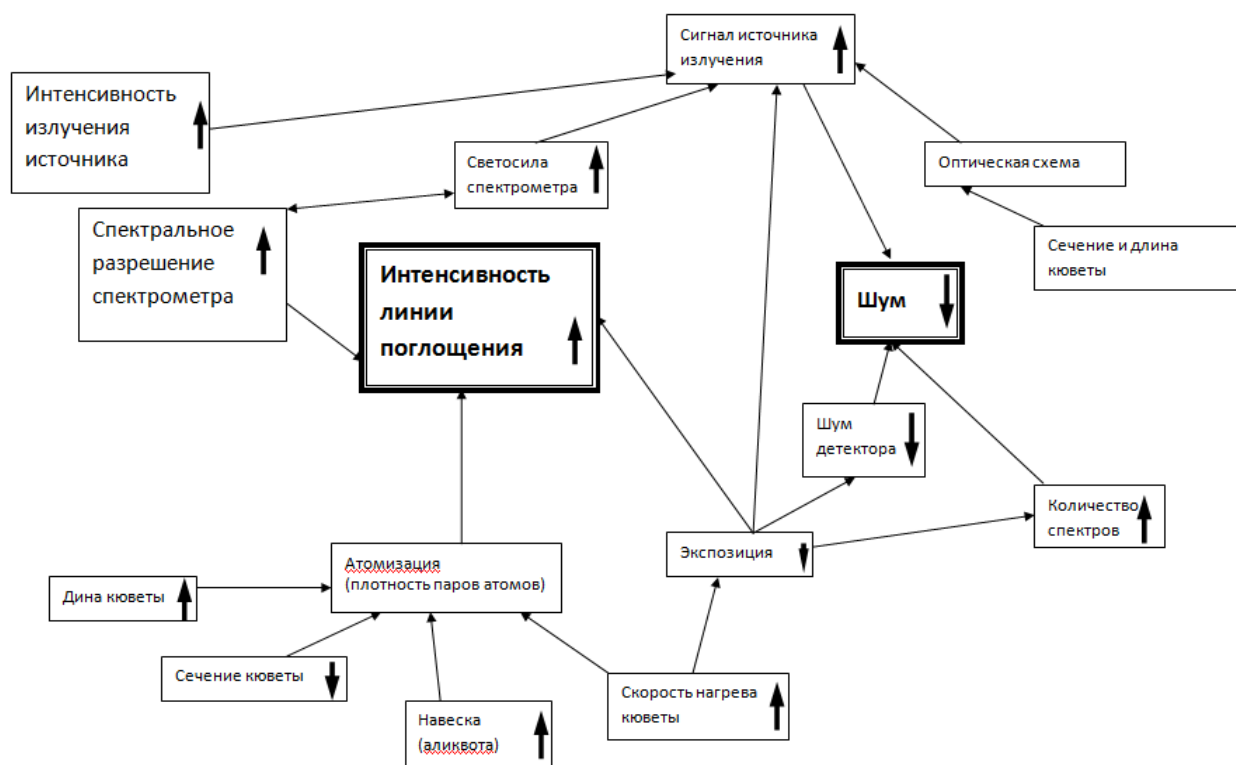 Сигнал источника
излучения
Интенсивность
излучения
источника
Светосила
спектрометра
Оптическая схема
Спектральное
разрешение
спектрометра
Сечение и длина
кюветы
Интенсивность
линии
поглощения
Шум
Шум
детектора
Количество
спектров
Экспозиция
Атомизация
(плотность паров атомов)
Дина кюветы
Сечение кюветы
Скорость нагрева
кюветы
Навеска
(аликвота)